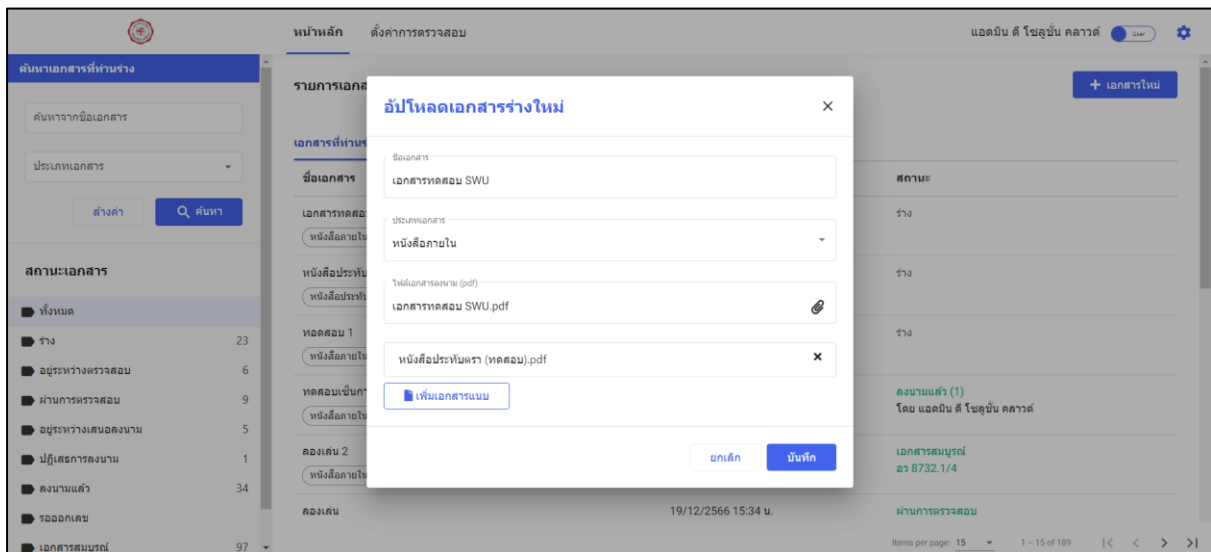 หน้าหลัก
ตั้งค่าการตรวจสอบ
แอดมิน ดี โซลูชั่น คลาวด์
User
ค้นหาเอกสารที่ท่านร่าง
ค้นหาจากชื่อเอกสาร
ประเภทเอกสาร
ล้างค่า
ค้นหา
สถานะเอกสาร
ทั้งหมด
ร่าง 23
อยู่ระหว่างตรวจสอบ 6
ผ่านการตรวจสอบ 9
อยู่ระหว่างเสนอลงนาม 5
ปฏิเสธการลงนาม 1
ลงนามแล้ว 34
รอออกเลข
เอกสารสมบูรณ์ 97
รายการเอกส
+ เอกสารใหม่
เอกสารที่ท่านร่
ชื่อเอกสาร
สถานะ
เอกสารทดสอ
ร่าง
หนังสือภายใน
หนังสือประทับ
ร่าง
หนังสือประทับ
ทอดสอบ 1
ร่าง
หนังสือภายใน
ทดสอบเซ็นกา
ลงนามแล้ว (1)
หนังสือภายใน
โดย แอดมิน ดี โซลูชั่น คลาวด์
ลองเล่น 2
เอกสารสมบูรณ์
หนังสือภายใน
อว 8732.1/4
ลองเล่น
19/12/2566 15:34 น.
ผ่านการตรวจสอบ
Items per page: 15
1 – 15 of 189
อัปโหลดเอกสารร่างใหม่
ชื่อเอกสาร
เอกสารทดสอบ SWU
ประเภทเอกสาร
หนังสือภายใน
ไฟล์เอกสารลงนาม (pdf)
เอกสารทดสอบ SWU.pdf
หนังสือประทับตรา (ทดสอบ).pdf
เพิ่มเอกสารแนบ
ยกเลิก
บันทึก